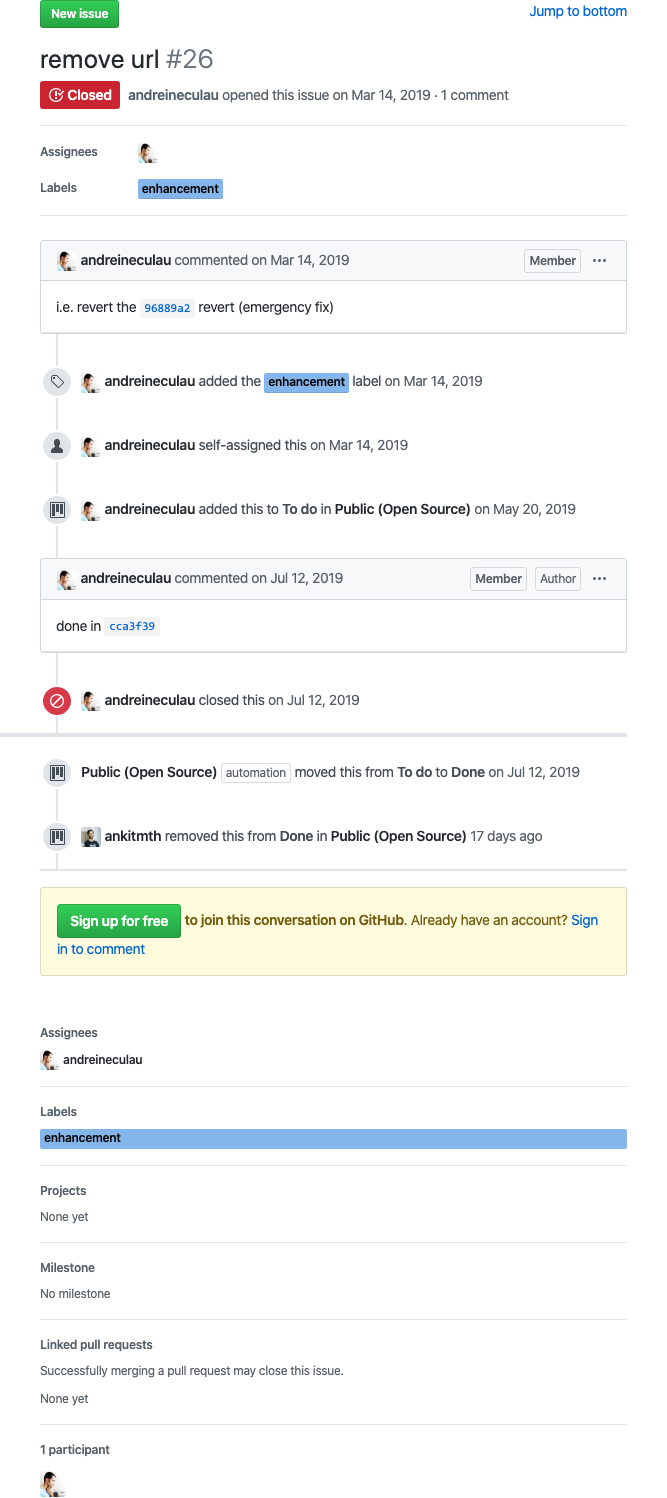 New issue
Jump to bottom
remove url #26
Closed andreineculau opened this issue on Mar 14, 2019 · 1 comment
Assignees
Labels enhancement
andreineculau commented on Mar 14, 2019 Member
i.e. revert the 96889a2 revert (emergency fix)
andreineculau added the enhancement label on Mar 14, 2019
andreineculau self-assigned this on Mar 14, 2019
andreineculau added this to To do in Public (Open Source) on May 20, 2019
andreineculau commented on Jul 12, 2019 Member Author
done in cca3f39
andreineculau closed this on Jul 12, 2019
Public (Open Source) automation moved this from To do to Done on Jul 12, 2019
ankitmth removed this from Done in Public (Open Source) 17 days ago
Sign up for free to join this conversation on GitHub. Already have an account? Sign
in to comment
Assignees
andreineculau
Labels
enhancement
Projects
None yet
Milestone
No milestone
Linked pull requests
Successfully merging a pull request may close this issue.
None yet
1 participant